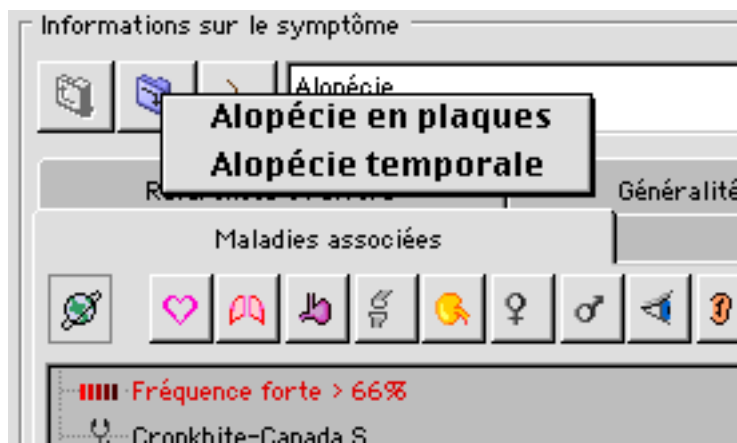 Informations sur le symptôme
Alopécie
Alopécie en plaques
Alopécie temporale
Généralité
Maladies associées
Fréquence forte > 66%
Cronkhite-Canada S